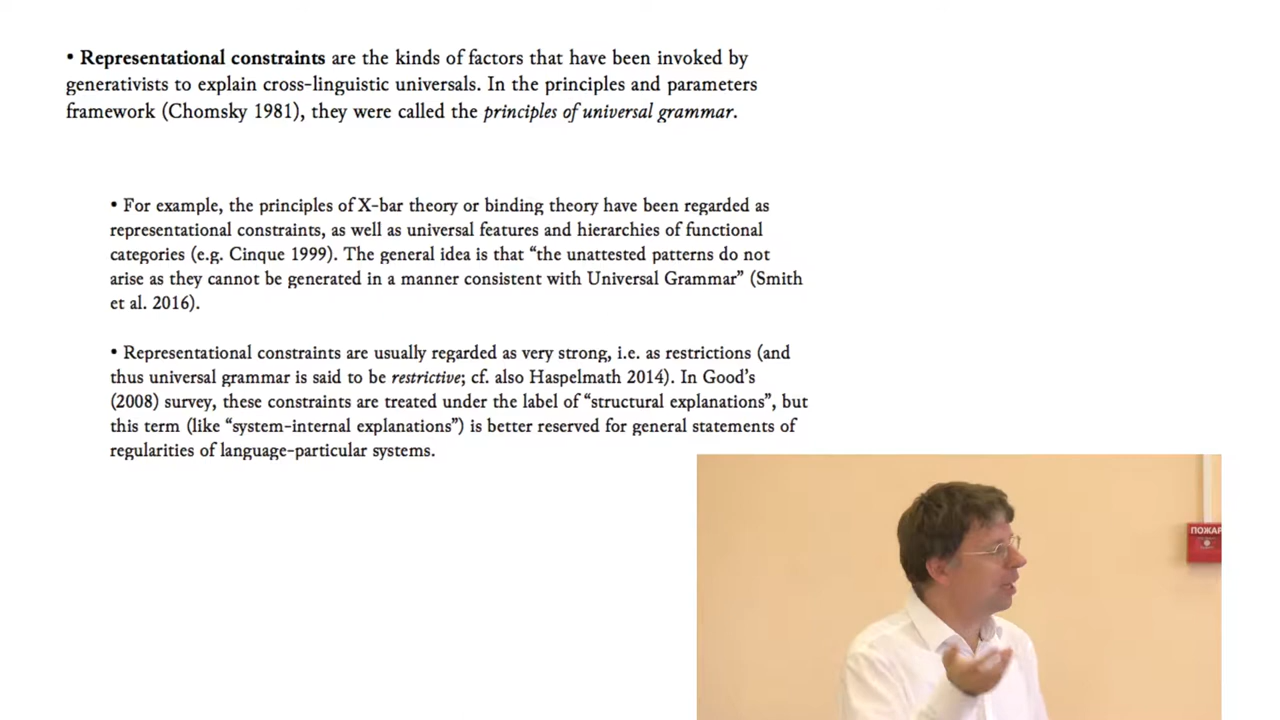 • Representational constraints are the kinds of factors that have been invoked by
generativists to explain cross-linguistic universals. In the principles and parameters
framework (Chomsky 1981), they were called the principles of universal grammar.
• For example, the principles of X-bar theory or binding theory have been regarded as
representational constraints, as well as universal features and hierarchies of functional
categories (e.g. Cinque 1999). The general idea is that “the unattested patterns do not
arise as they cannot be generated in a manner consistent with Universal Grammar” (Smith
et al. 2016).
• Representational constraints are usually regarded as very strong, i.e. as restrictions (and
thus universal grammar is said to be restrictive; cf. also Haspelmath 2014). In Good’s
(2008) survey, these constraints are treated under the label of “structural explanations”, but
this term (like “system-internal explanations”) is better reserved for general statements of
regularities of language-particular systems.
ПОЖАР